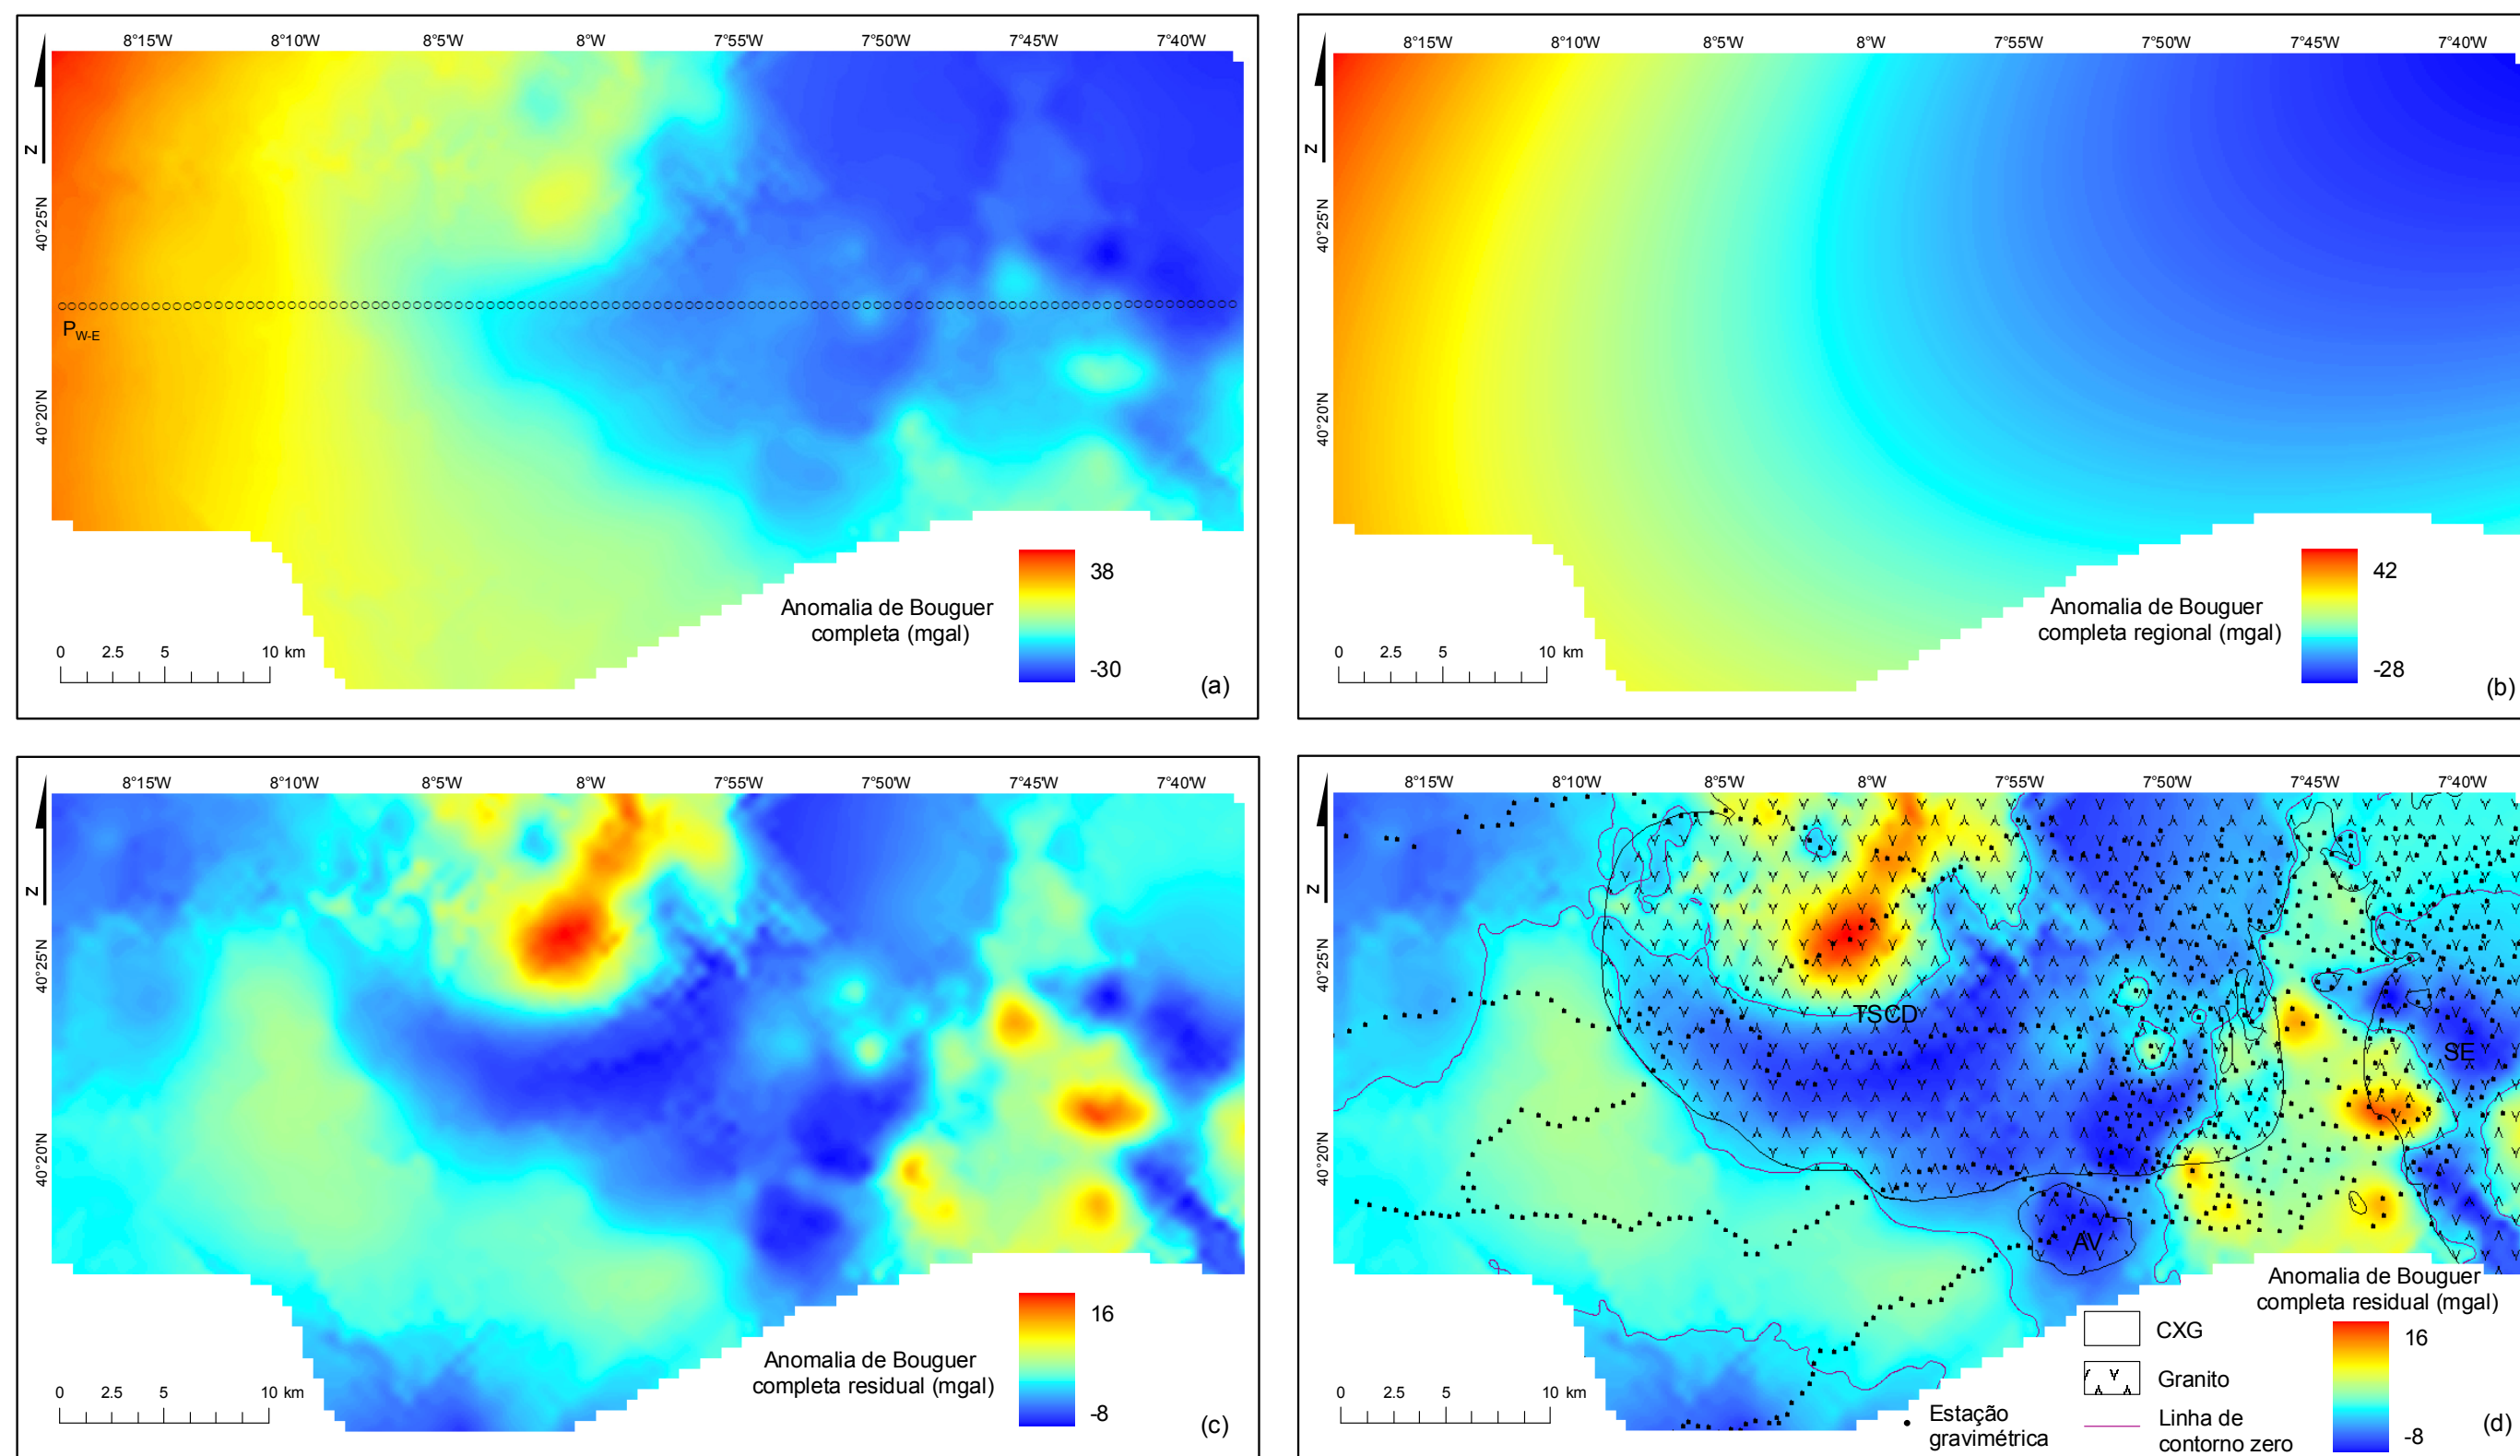 8°15'W 8°10'W 8°5'W 8°W 7°55'W 7°50'W 7°45'W 7°40'W
N
40°25'N
40°20'N
PW-E
Anomalia de Bouguer
completa (mgal)
38
-30
0 2.5 5 10 km
(a)
8°15'W 8°10'W 8°5'W 8°W 7°55'W 7°50'W 7°45'W 7°40'W
N
40°25'N
40°20'N
Anomalia de Bouguer
completa regional (mgal)
42
-28
0 2.5 5 10 km
(b)
8°15'W 8°10'W 8°5'W 8°W 7°55'W 7°50'W 7°45'W 7°40'W
N
40°25'N
40°20'N
Anomalia de Bouguer
completa residual (mgal)
16
-8
0 2.5 5 10 km
(c)
8°15'W 8°10'W 8°5'W 8°W 7°55'W 7°50'W 7°45'W 7°40'W
N
40°25'N
40°20'N
TSCD
SE
AV
Anomalia de Bouguer
completa residual (mgal)
16
-8
CXG
Granito
Linha de
contorno zero
Estação
gravimétrica
0 2.5 5 10 km
(d)